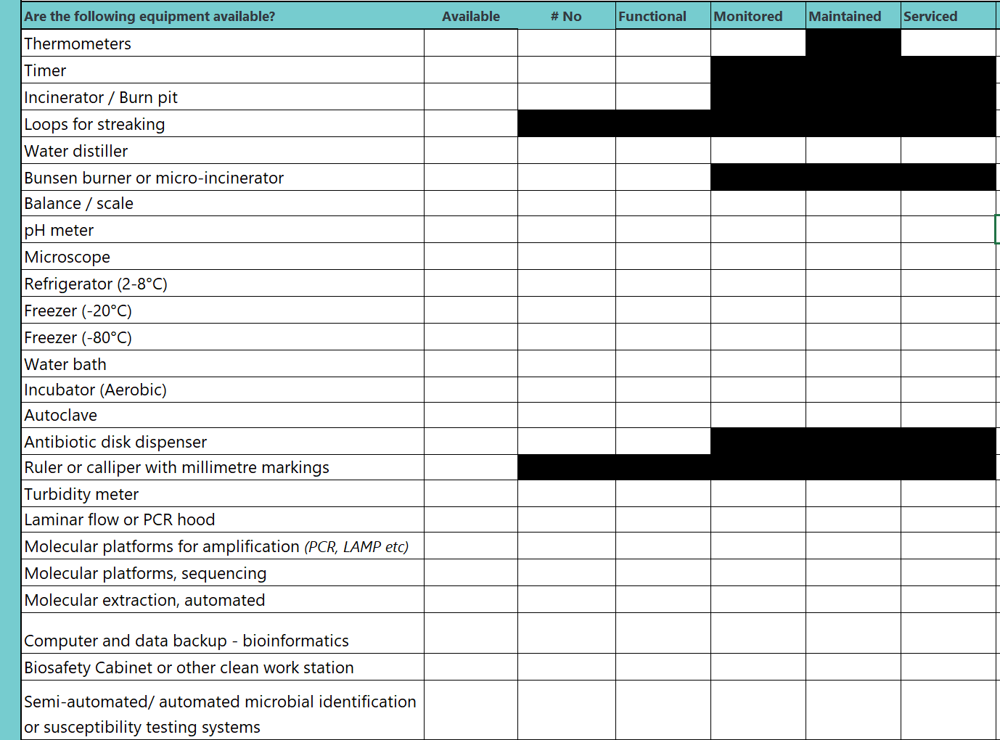 Are the following equipment available? Available # No Functional Monitored Maintained Serviced
Thermometers
Timer
Incinerator / Burn pit
Loops for streaking
Water distiller
Bunsen burner or micro-incinerator
Balance / scale
pH meter
Microscope
Refrigerator (2-8°C)
Freezer (-20°C)
Freezer (-80°C)
Water bath
Incubator (Aerobic)
Autoclave
Antibiotic disk dispenser
Ruler or calliper with millimetre markings
Turbidity meter
Laminar flow or PCR hood
Molecular platforms for amplification (PCR, LAMP etc)
Molecular platforms, sequencing
Molecular extraction, automated
Computer and data backup - bioinformatics
Biosafety Cabinet or other clean work station
Semi-automated/ automated microbial identification
or susceptibility testing systems